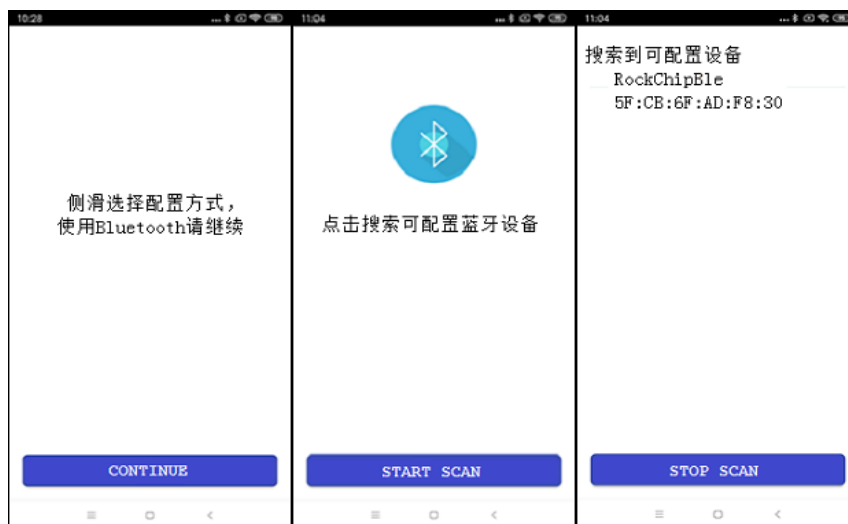 10:28
侧滑选择配置方式，
使用Bluetooth请继续
CONTINUE
11:04
点击搜索可配置蓝牙设备
START SCAN
11:04
搜索到可配置设备
RockChipBle
5F:CB:6F:AD:F8:30
STOP SCAN